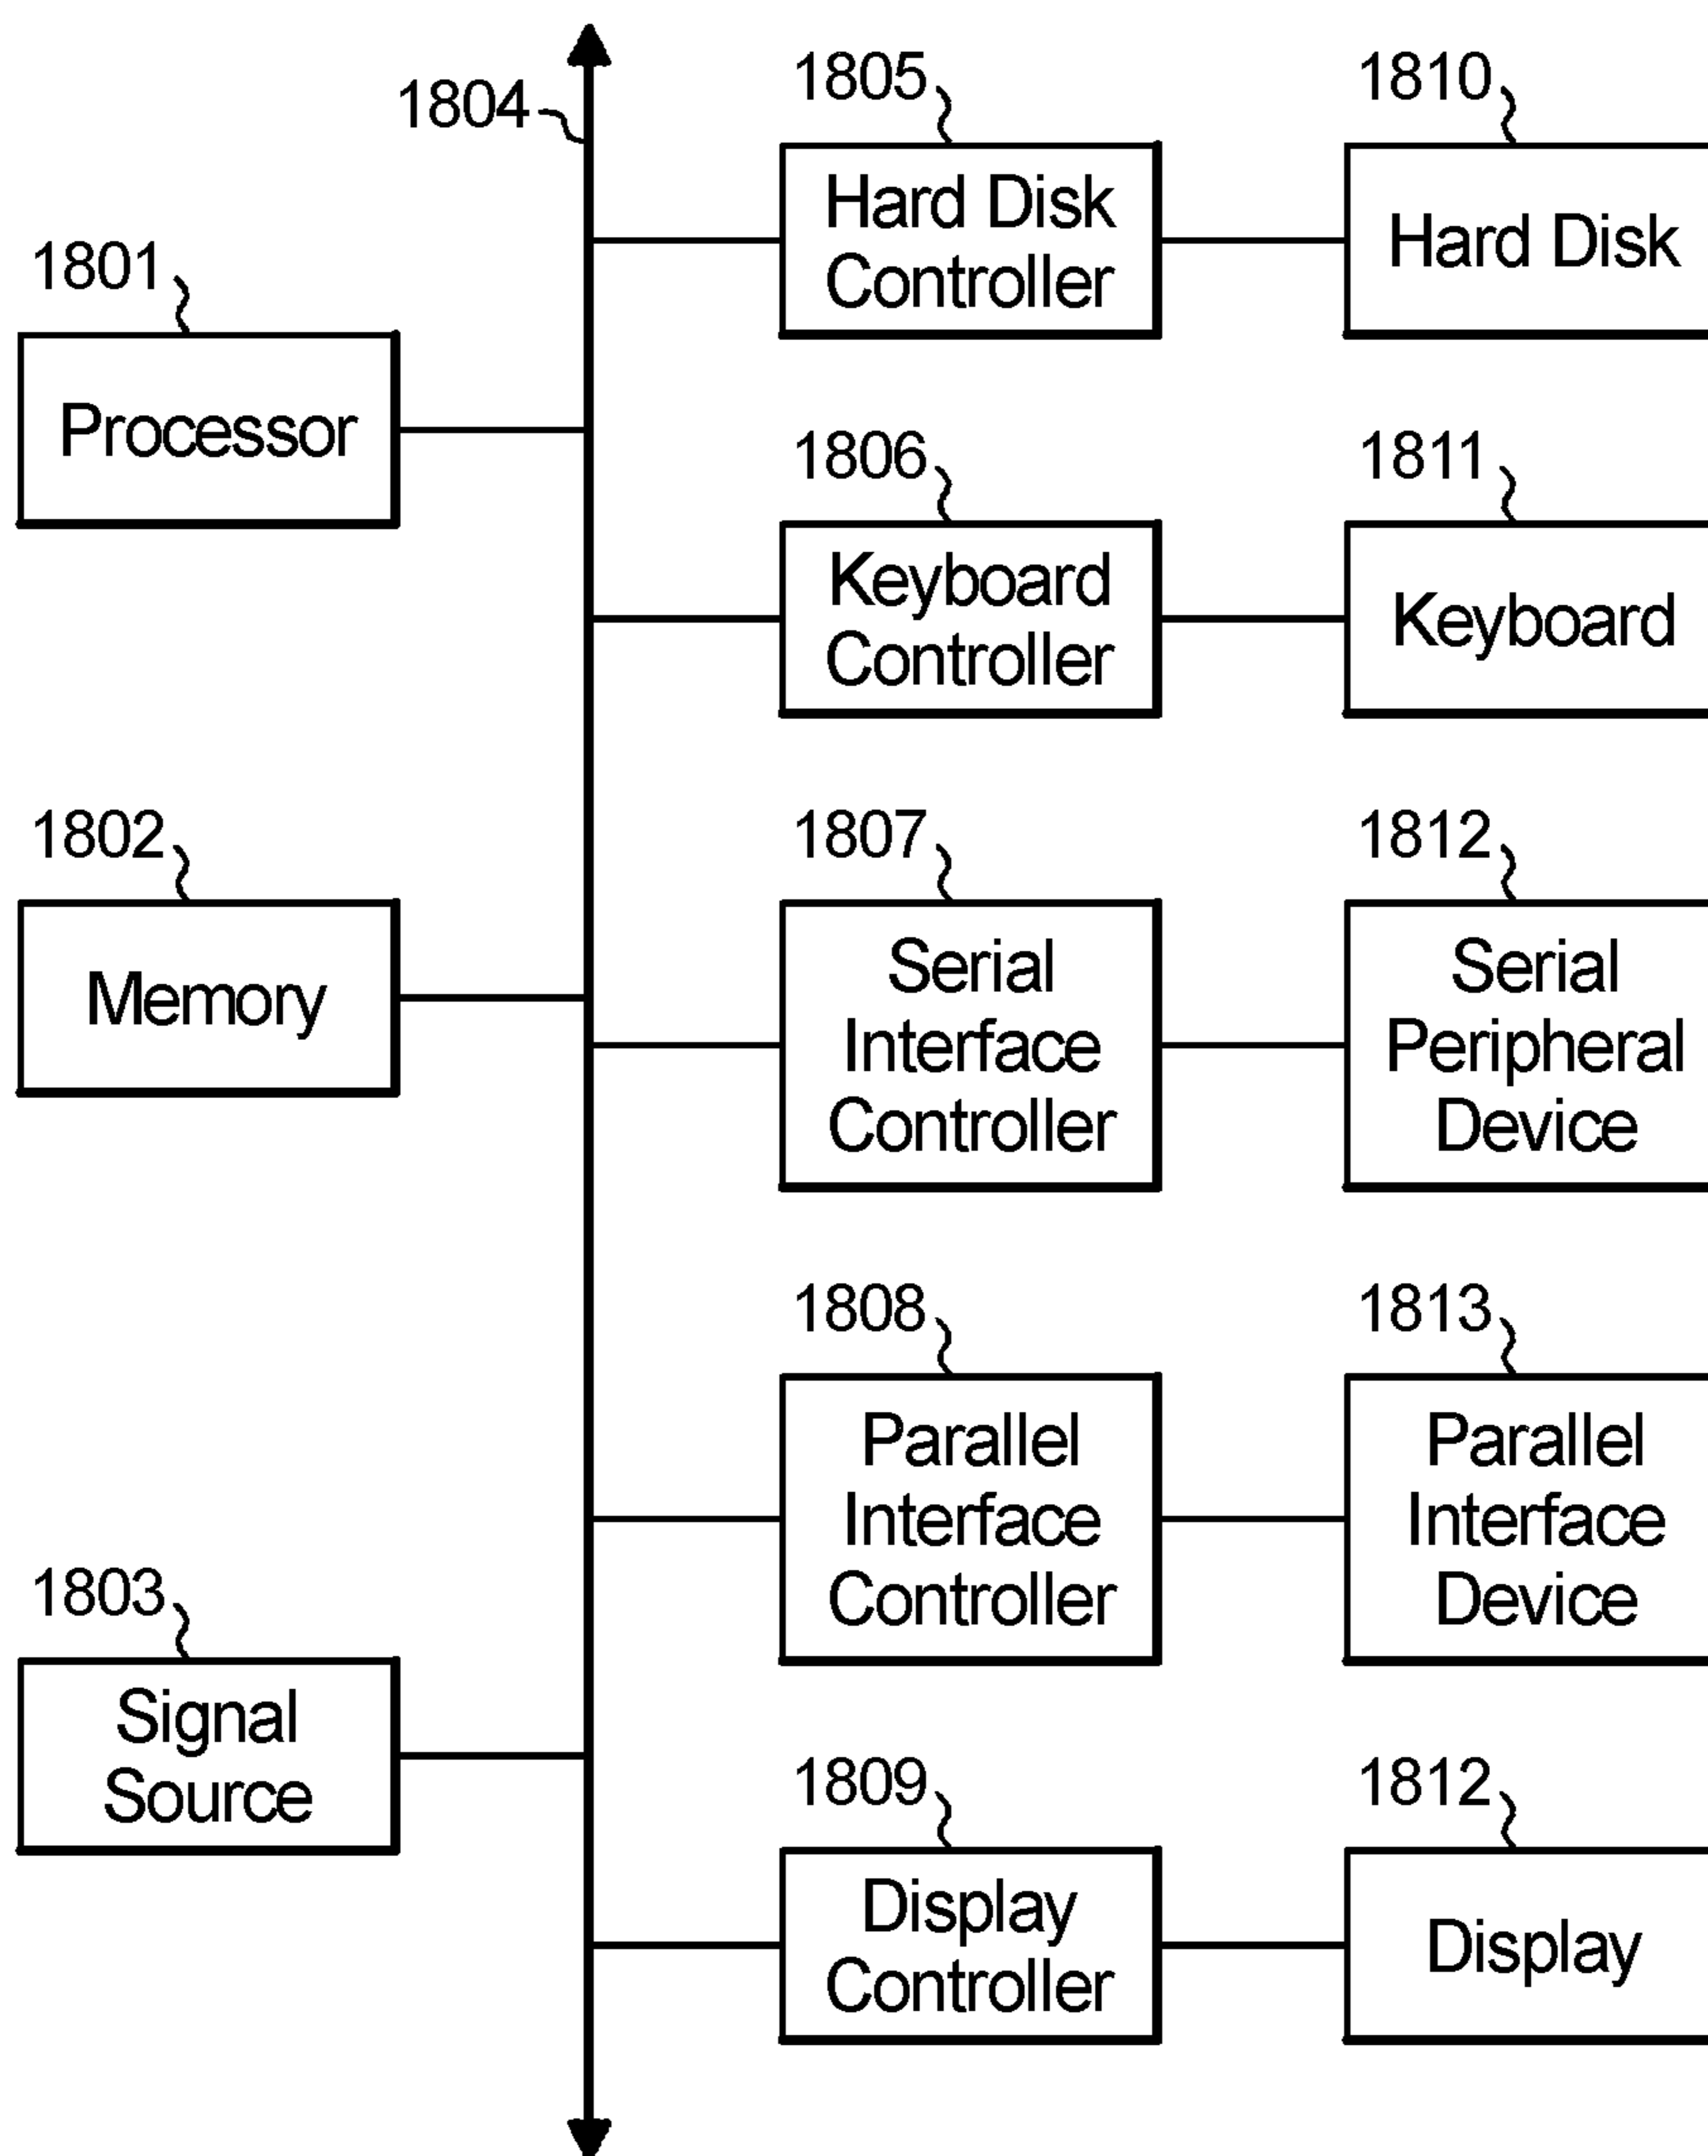 1804
1805
1810
Hard Disk
Controller
Hard Disk
1801
Processor
1806
1811
Keyboard
Controller
Keyboard
1802
Memory
1807
1812
Serial
Interface
Controller
Serial
Peripheral
Device
1808
1813
Parallel
Interface
Controller
Parallel
Interface
Device
1803
Signal
Source
1809
1812
Display
Controller
Display